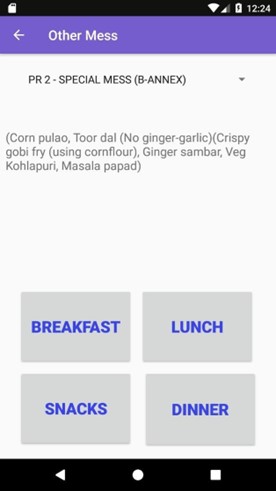 12:24
Other Mess
PR 2 - SPECIAL MESS (B-ANNEX)
(Corn pulao, Toor dal (No ginger-garlic)(Crispy
gobi fry (using cornflour), Ginger sambar, Veg
Kohlapuri, Masala papad)
BREAKFAST
LUNCH
SNACKS
DINNER